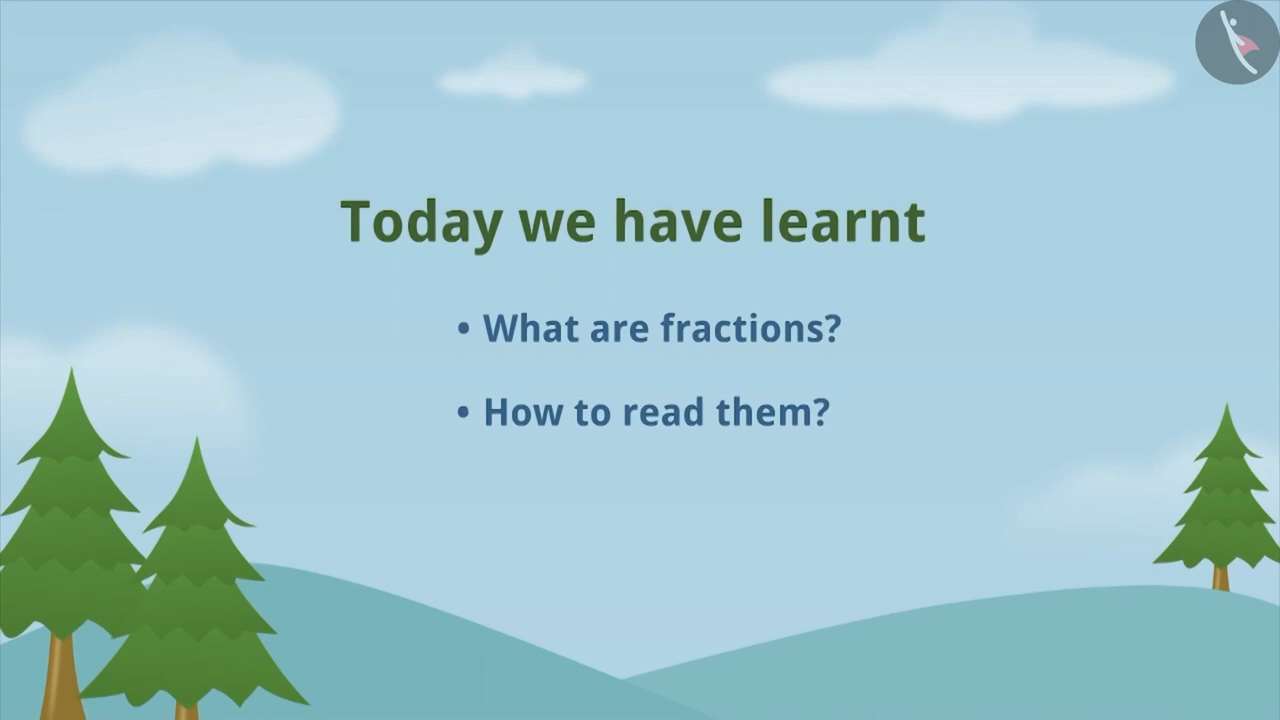 Today we have learnt
• What are fractions?
• How to read them?